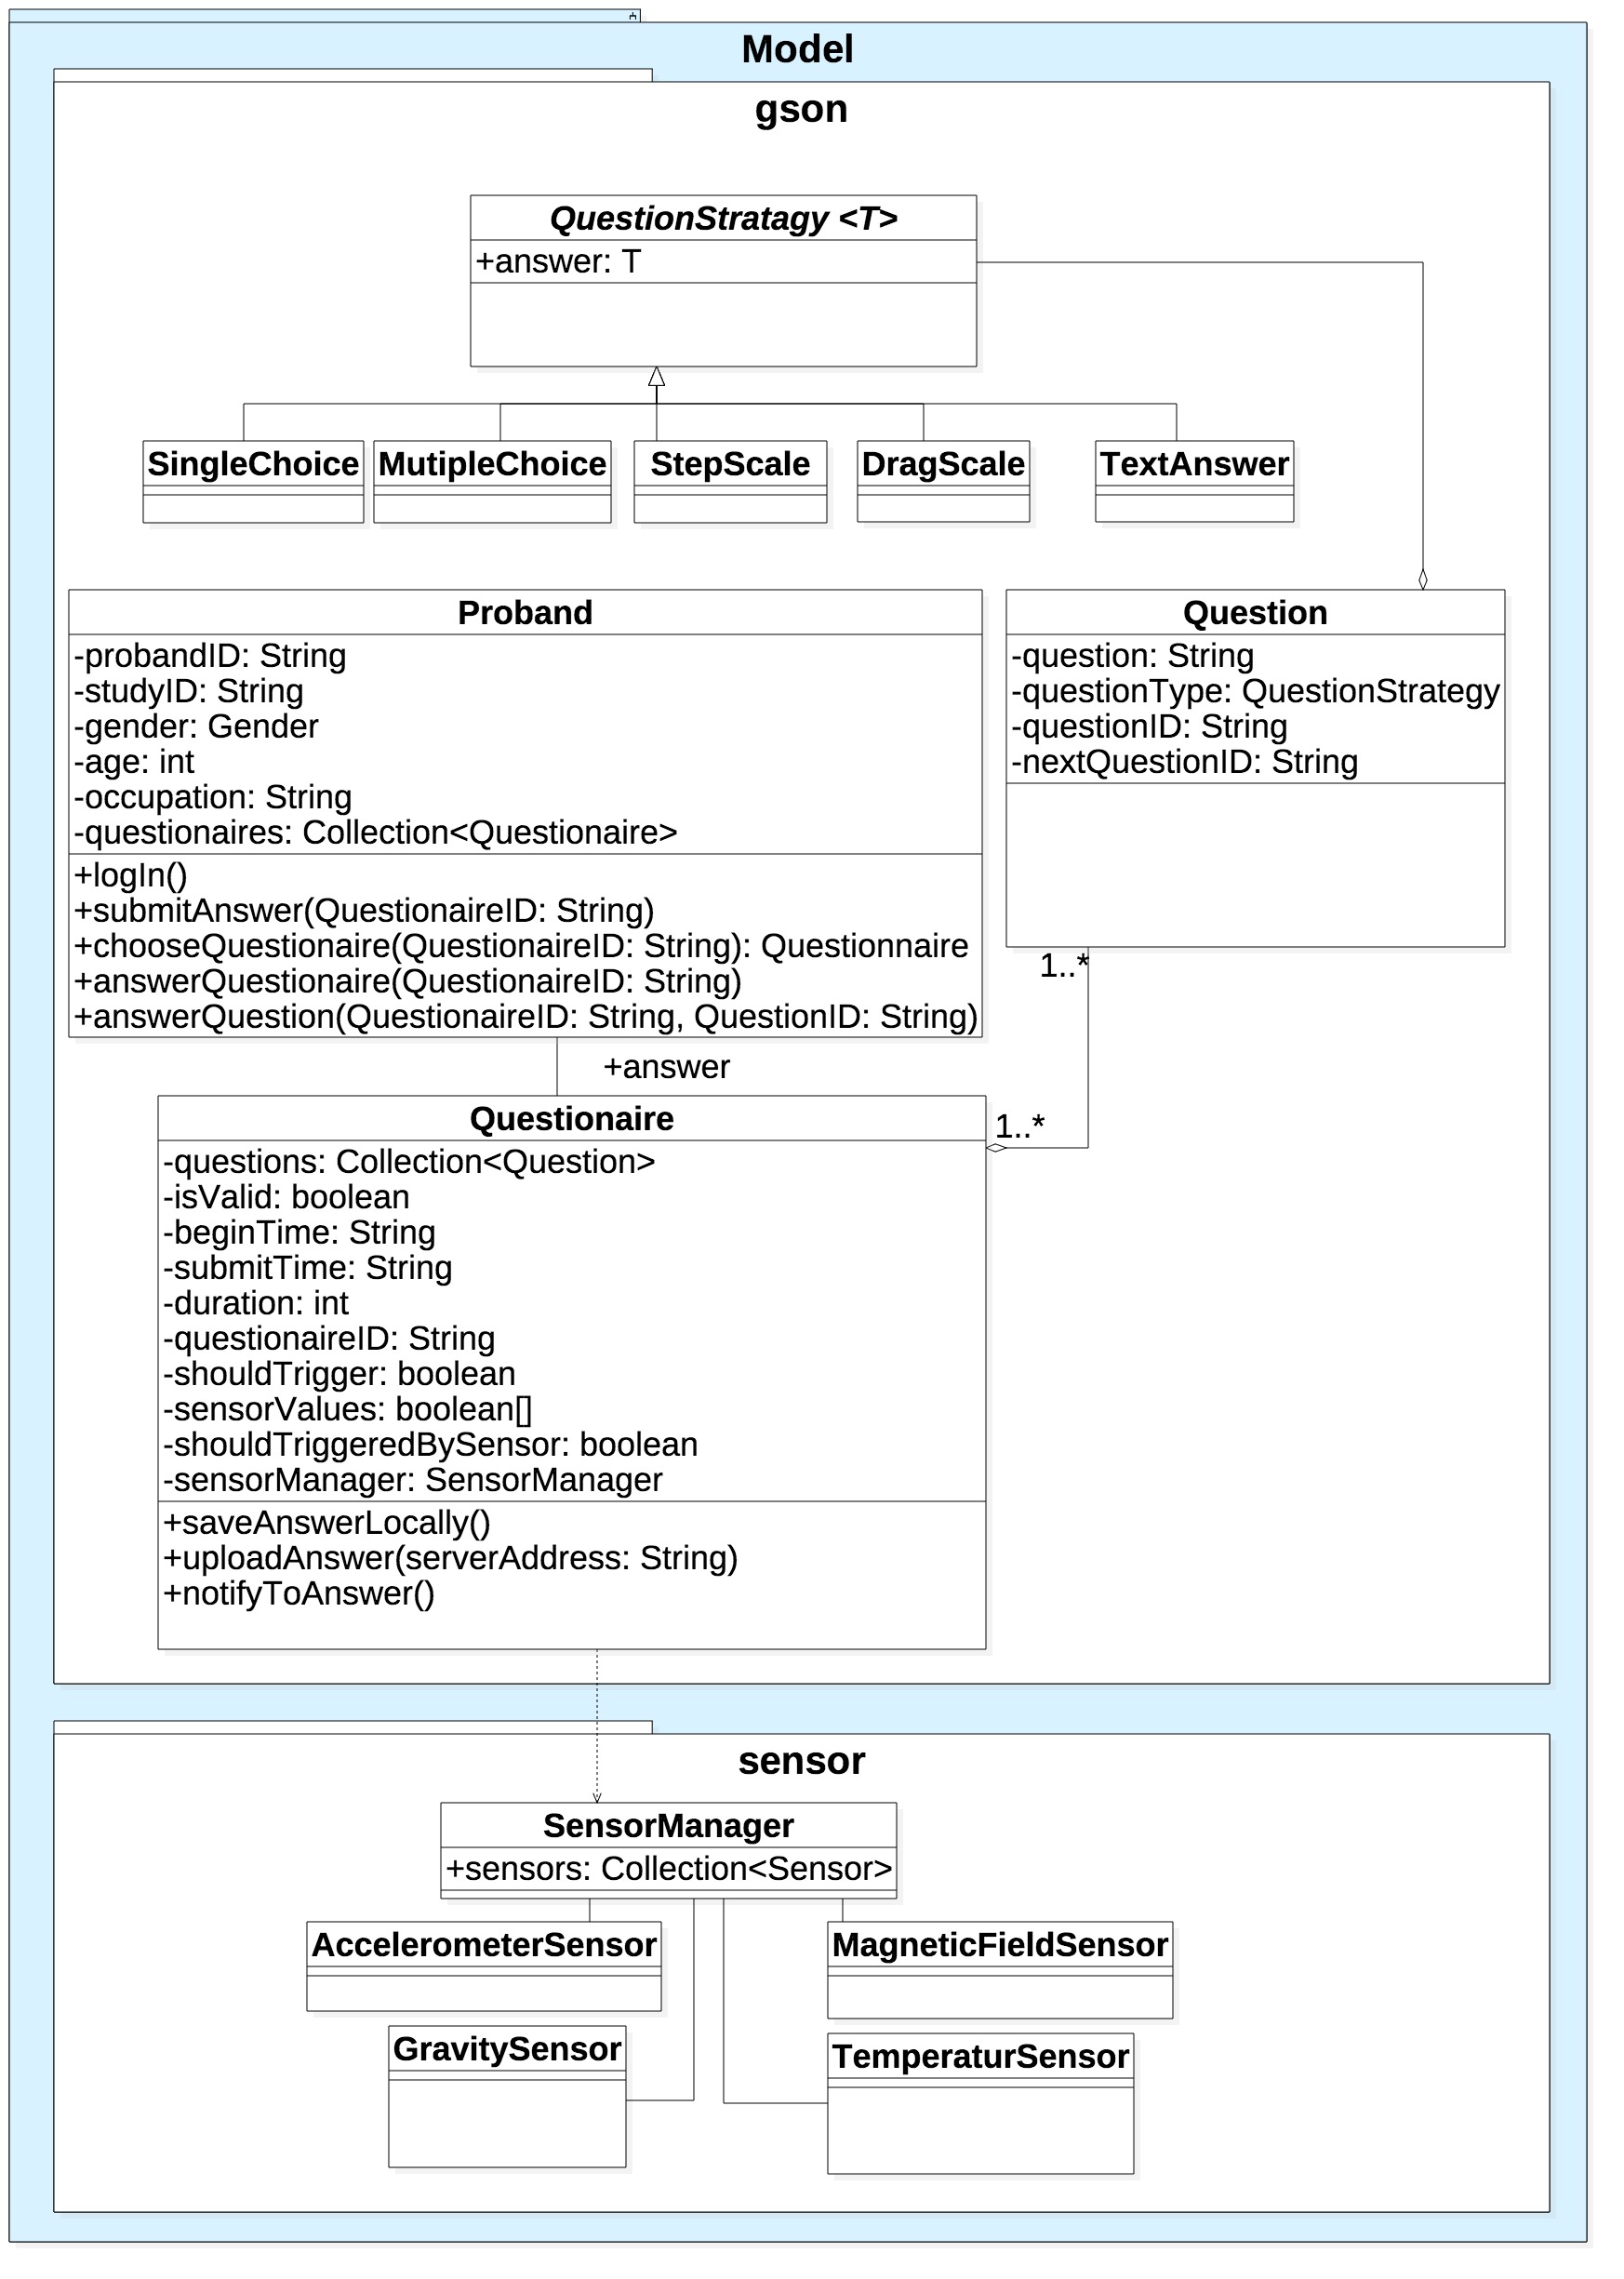 Model
gson
QuestionStratagy <T>
+answer: T
SingleChoice
MutipleChoice
StepScale
DragScale
TextAnswer
Proband
-probandID: String
-studyID: String
-gender: Gender
-age: int
-occupation: String
-questionaires: Collection<Questionaire>
+logIn()
+submitAnswer(QuestionaireID: String)
+chooseQuestionaire(QuestionaireID: String): Questionnaire
+answerQuestionaire(QuestionaireID: String)
+answerQuestion(QuestionaireID: String, QuestionID: String)
Question
-question: String
-questionType: QuestionStrategy
-questionID: String
-nextQuestionID: String
1..*
+answer
1..*
Questionaire
-questions: Collection<Question>
-isValid: boolean
-beginTime: String
-submitTime: String
-duration: int
-questionaireID: String
-shouldTrigger: boolean
-sensorValues: boolean[]
-shouldTriggeredBySensor: boolean
-sensorManager: SensorManager
+saveAnswerLocally()
+uploadAnswer(serverAddress: String)
+notifyToAnswer()
sensor
SensorManager
+sensors: Collection<Sensor>
AccelerometerSensor
MagneticFieldSensor
GravitySensor
TemperaturSensor